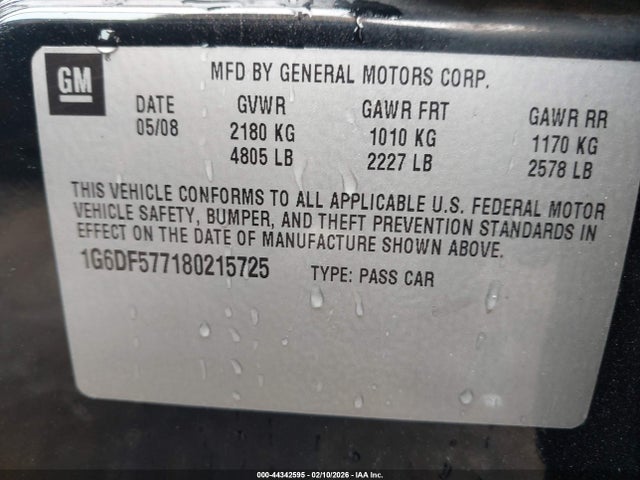 GM
MFD BY GENERAL MOTORS CORP.
DATE GVWR GAWR FRT GAWR RR
05/08 2180 KG 1010 KG 1170 KG
4805 LB 2227 LB 2578 LB
THIS VEHICLE CONFORMS TO ALL APPLICABLE U.S. FEDERAL MOTOR
VEHICLE SAFETY, BUMPER, AND THEFT PREVENTION STANDARDS IN
EFFECT ON THE DATE OF MANUFACTURE SHOWN ABOVE.
1G6DF577180215725 TYPE: PASS CAR
000-44342595 - 02/10/2026 - IAA Inc.